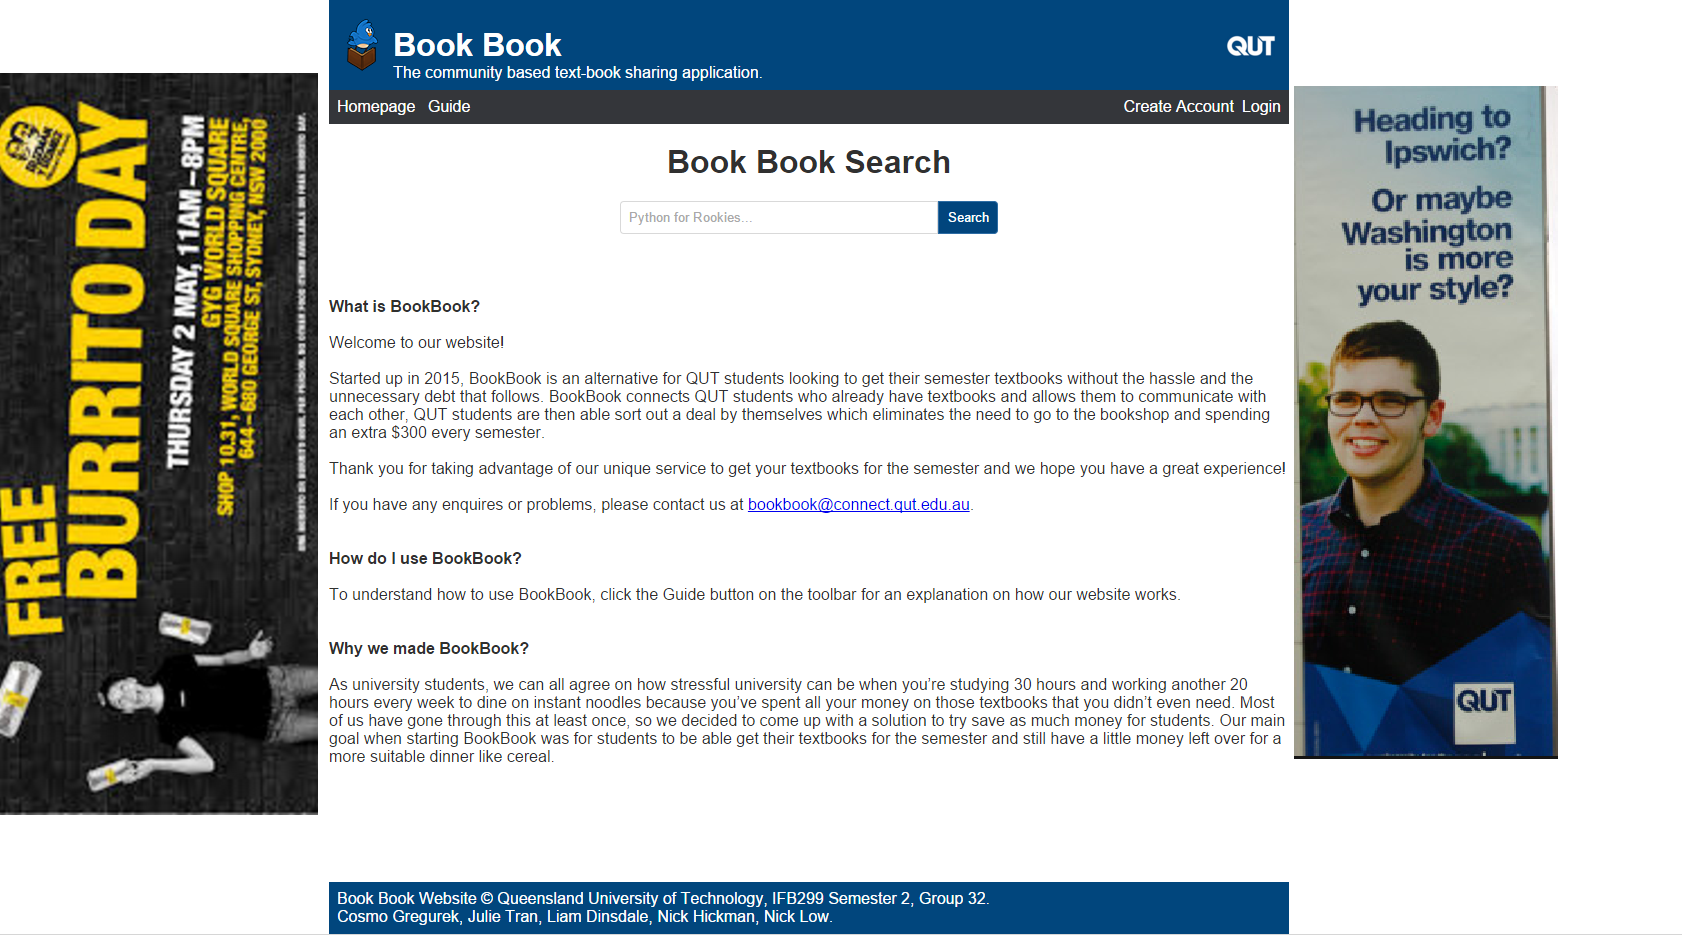 Book Book
The community based text-book sharing application.
QUT
Homepage Guide
Create Account Login
FREE
BURRITO DAY
THURSDAY 2 MAY, 11AM–8PM
GYG WORLD SQUARE
SHOP 10.31, WORLD SQUARE SHOPPING CENTRE,
644–680 GEORGE ST, SYDNEY, NSW 2000
Book Book Search
Python for Rookies...
Search
What is BookBook?
Welcome to our website!
Started up in 2015, BookBook is an alternative for QUT students looking to get their semester textbooks without the hassle and the
unnecessary debt that follows. BookBook connects QUT students who already have textbooks and allows them to communicate with
each other, QUT students are then able sort out a deal by themselves which eliminates the need to go to the bookshop and spending
an extra $300 every semester.
Thank you for taking advantage of our unique service to get your textbooks for the semester and we hope you have a great experience!
If you have any enquires or problems, please contact us at bookbook@connect.qut.edu.au.
How do I use BookBook?
To understand how to use BookBook, click the Guide button on the toolbar for an explanation on how our website works.
Why we made BookBook?
As university students, we can all agree on how stressful university can be when you’re studying 30 hours and working another 20
hours every week to dine on instant noodles because you’ve spent all your money on those textbooks that you didn’t even need. Most
of us have gone through this at least once, so we decided to come up with a solution to try save as much money for students. Our main
goal when starting BookBook was for students to be able get their textbooks for the semester and still have a little money left over for a
more suitable dinner like cereal.
Heading to
Ipswich?
Or maybe
Washington
is more
your style?
QUT
Book Book Website © Queensland University of Technology, IFB299 Semester 2, Group 32.
Cosmo Gregurek, Julie Tran, Liam Dinsdale, Nick Hickman, Nick Low.